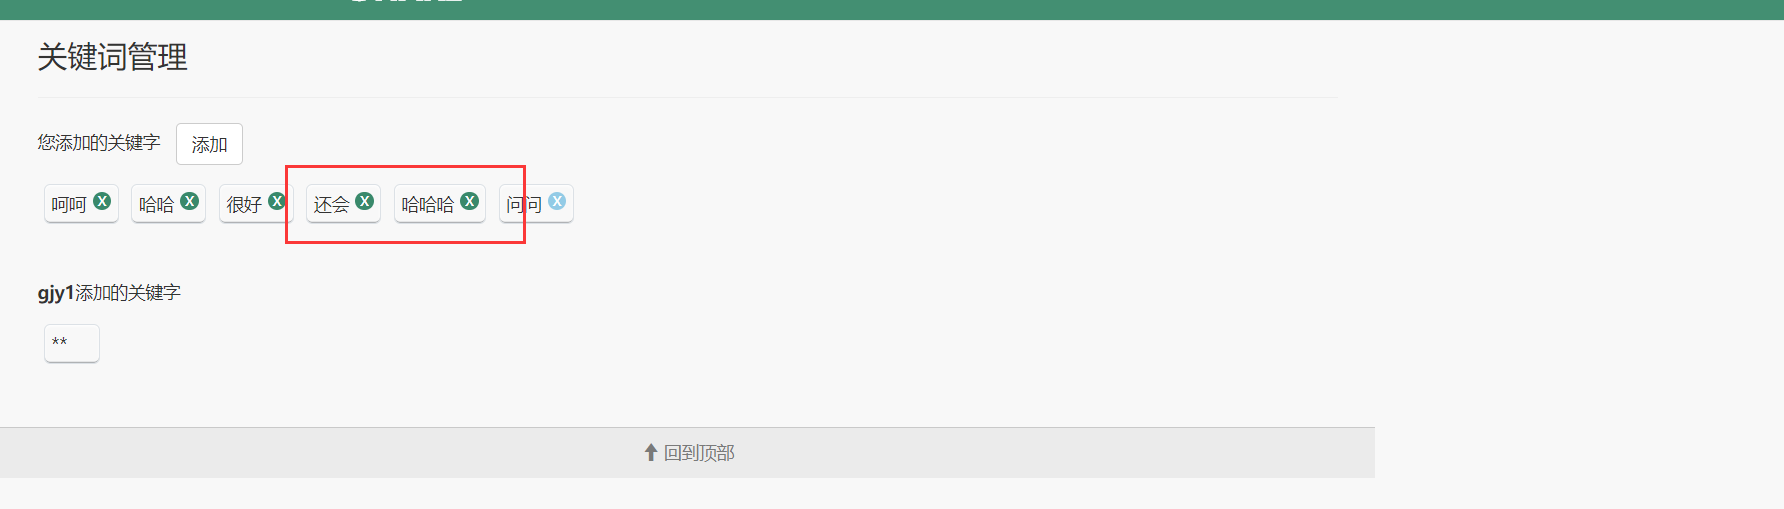 关键词管理
您添加的关键字 添加
呵呵 X 哈哈 X 很好 X 还会 X 哈哈哈 X 问问 X
gjy1添加的关键字
**
回到顶部